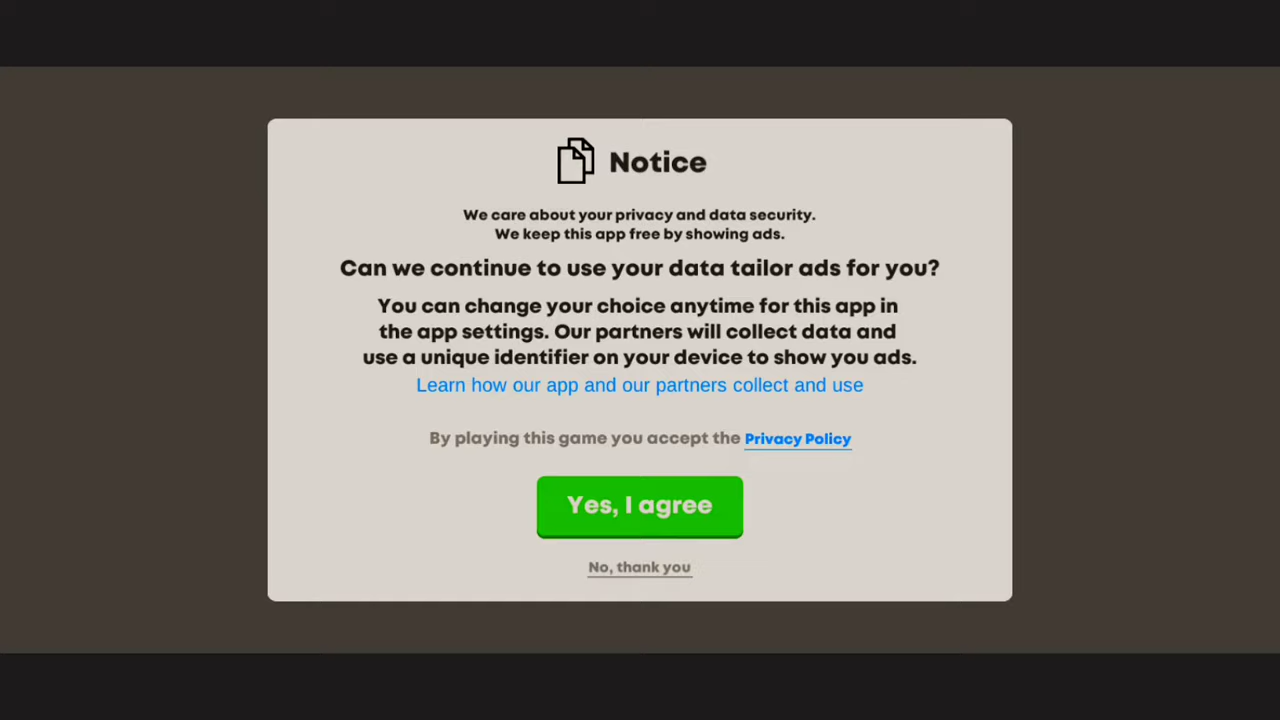 Notice
We care about your privacy and data security.
We keep this app free by showing ads.
Can we continue to use your data tailor ads for you?
You can change your choice anytime for this app in
the app settings. Our partners will collect data and
use a unique identifier on your device to show you ads.
Learn how our app and our partners collect and use
By playing this game you accept the Privacy Policy
Yes, I agree
No, thank you